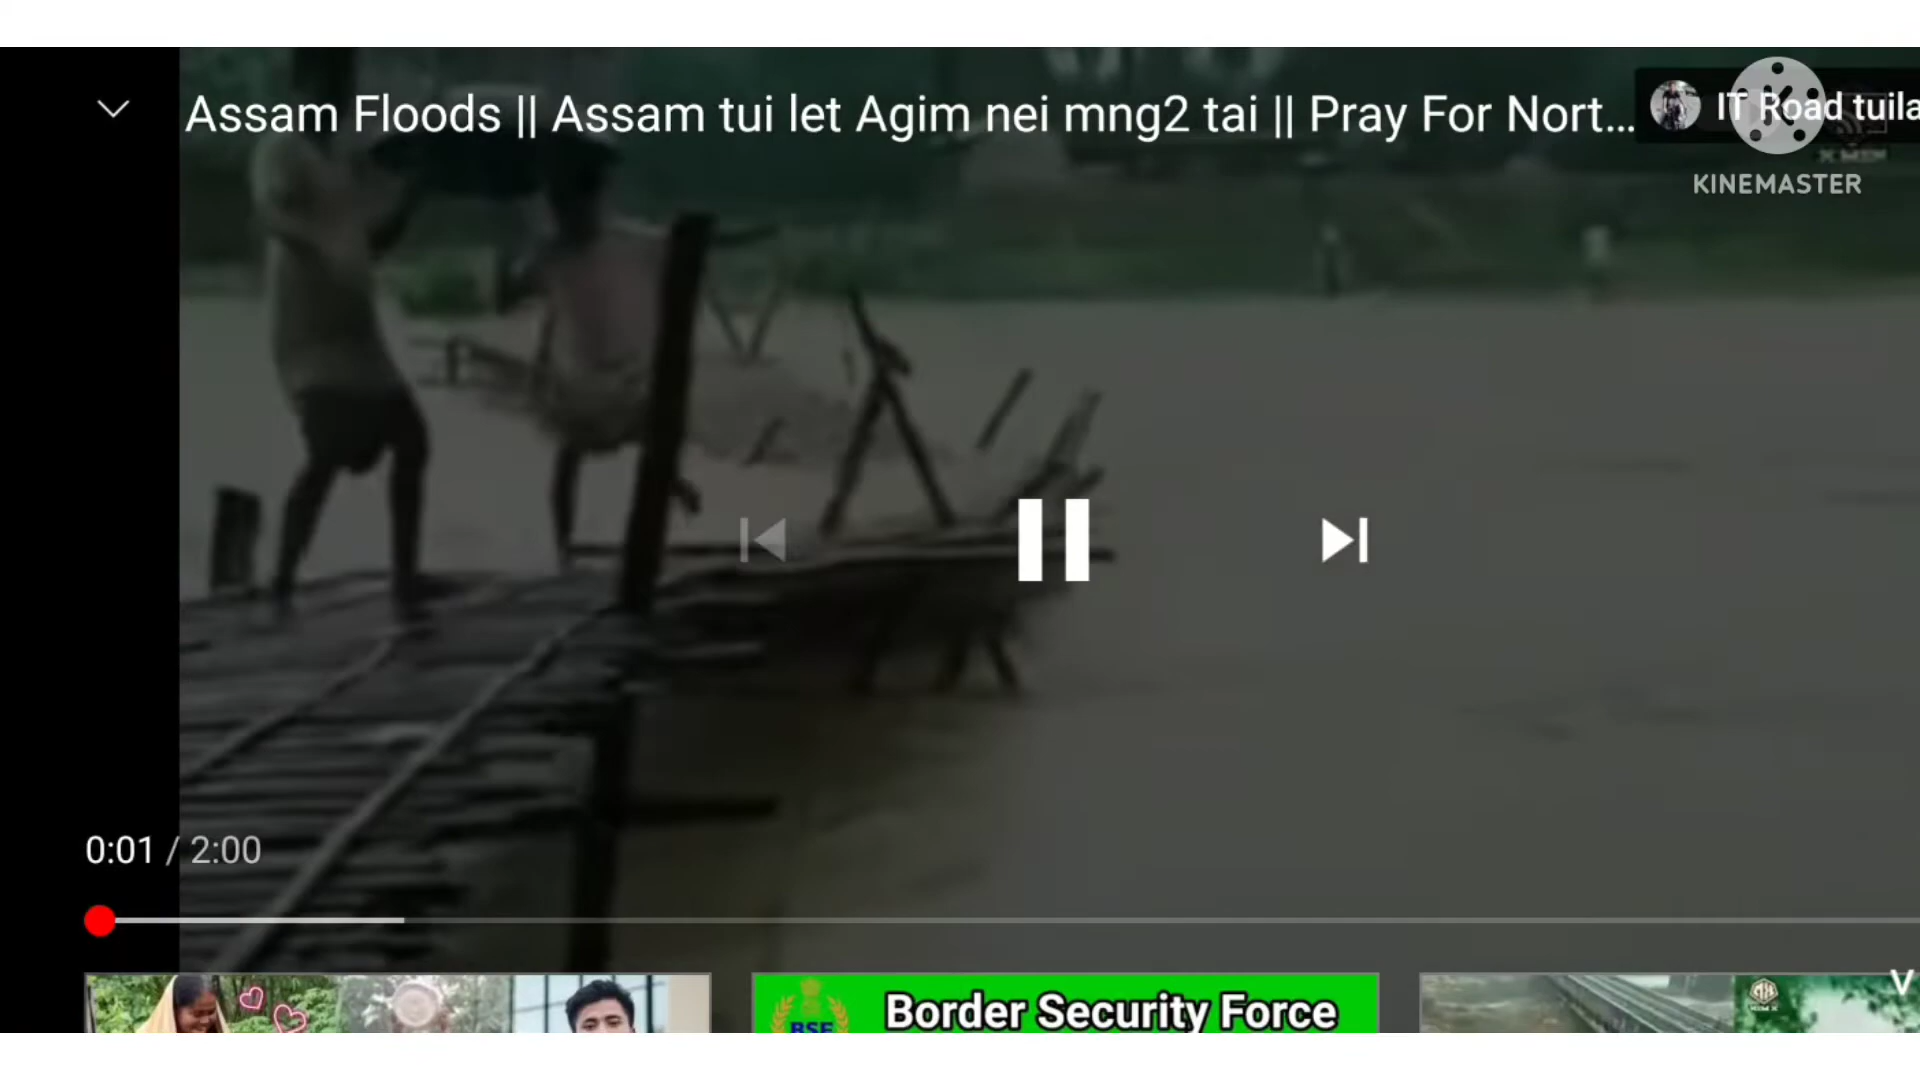 Assam Floods || Assam tui let Agim nei mng2 tai || Pray For Nort...
IT Road tuila
KINEMASTER
0:01 / 2:00
Border Security Force
BSF
V